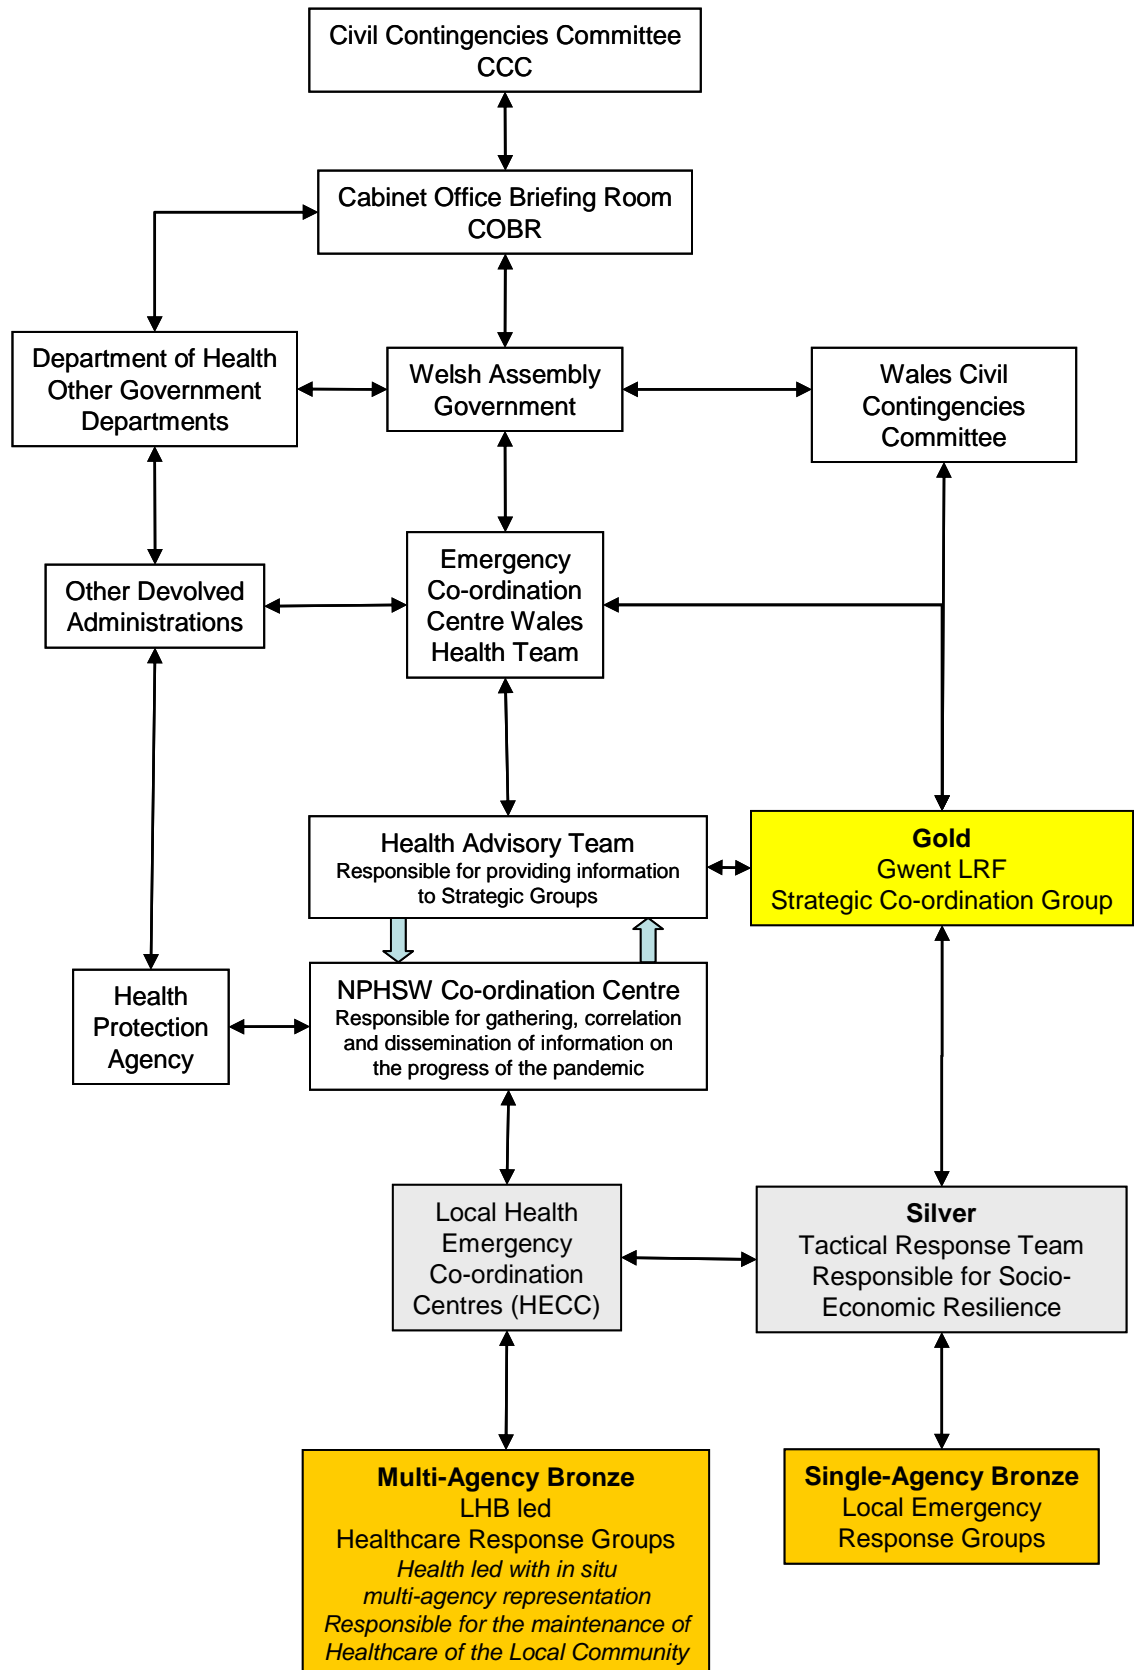 Civil Contingencies Committee
CCC
Cabinet Office Briefing Room
COBR
Department of Health
Other Government
Departments
Welsh Assembly
Government
Wales Civil
Contingencies
Committee
Other Devolved
Administrations
Emergency
Co-ordination
Centre Wales
Health Team
Health Advisory Team
Responsible for providing information
to Strategic Groups
Gold
Gwent LRF
Strategic Co-ordination Group
Health
Protection
Agency
NPHSW Co-ordination Centre
Responsible for gathering, correlation
and dissemination of information on
the progress of the pandemic
Local Health
Emergency
Co-ordination
Centres (HECC)
Silver
Tactical Response Team
Responsible for Socio-
Economic Resilience
Multi-Agency Bronze
LHB led
Healthcare Response Groups
Health led with in situ
multi-agency representation
Responsible for the maintenance of
Healthcare of the Local Community
Single-Agency Bronze
Local Emergency
Response Groups